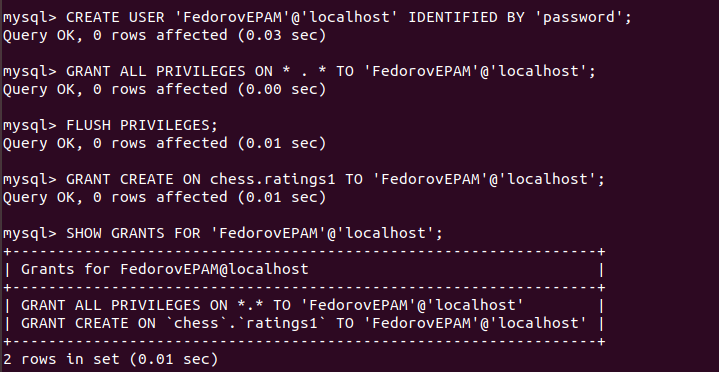 mysql> CREATE USER 'FedorovEPAM'@'localhost' IDENTIFIED BY 'password';
Query OK, 0 rows affected (0.03 sec)
mysql> GRANT ALL PRIVILEGES ON * . * TO 'FedorovEPAM'@'localhost';
Query OK, 0 rows affected (0.00 sec)
mysql> FLUSH PRIVILEGES;
Query OK, 0 rows affected (0.01 sec)
mysql> GRANT CREATE ON chess.ratings1 TO 'FedorovEPAM'@'localhost';
Query OK, 0 rows affected (0.01 sec)
mysql> SHOW GRANTS FOR 'FedorovEPAM'@'localhost';
+-----------------------------------------------------------------+
| Grants for FedorovEPAM@localhost                                |
+-----------------------------------------------------------------+
| GRANT ALL PRIVILEGES ON *.* TO 'FedorovEPAM'@'localhost'        |
| GRANT CREATE ON `chess`.`ratings1` TO 'FedorovEPAM'@'localhost' |
+-----------------------------------------------------------------+
2 rows in set (0.01 sec)